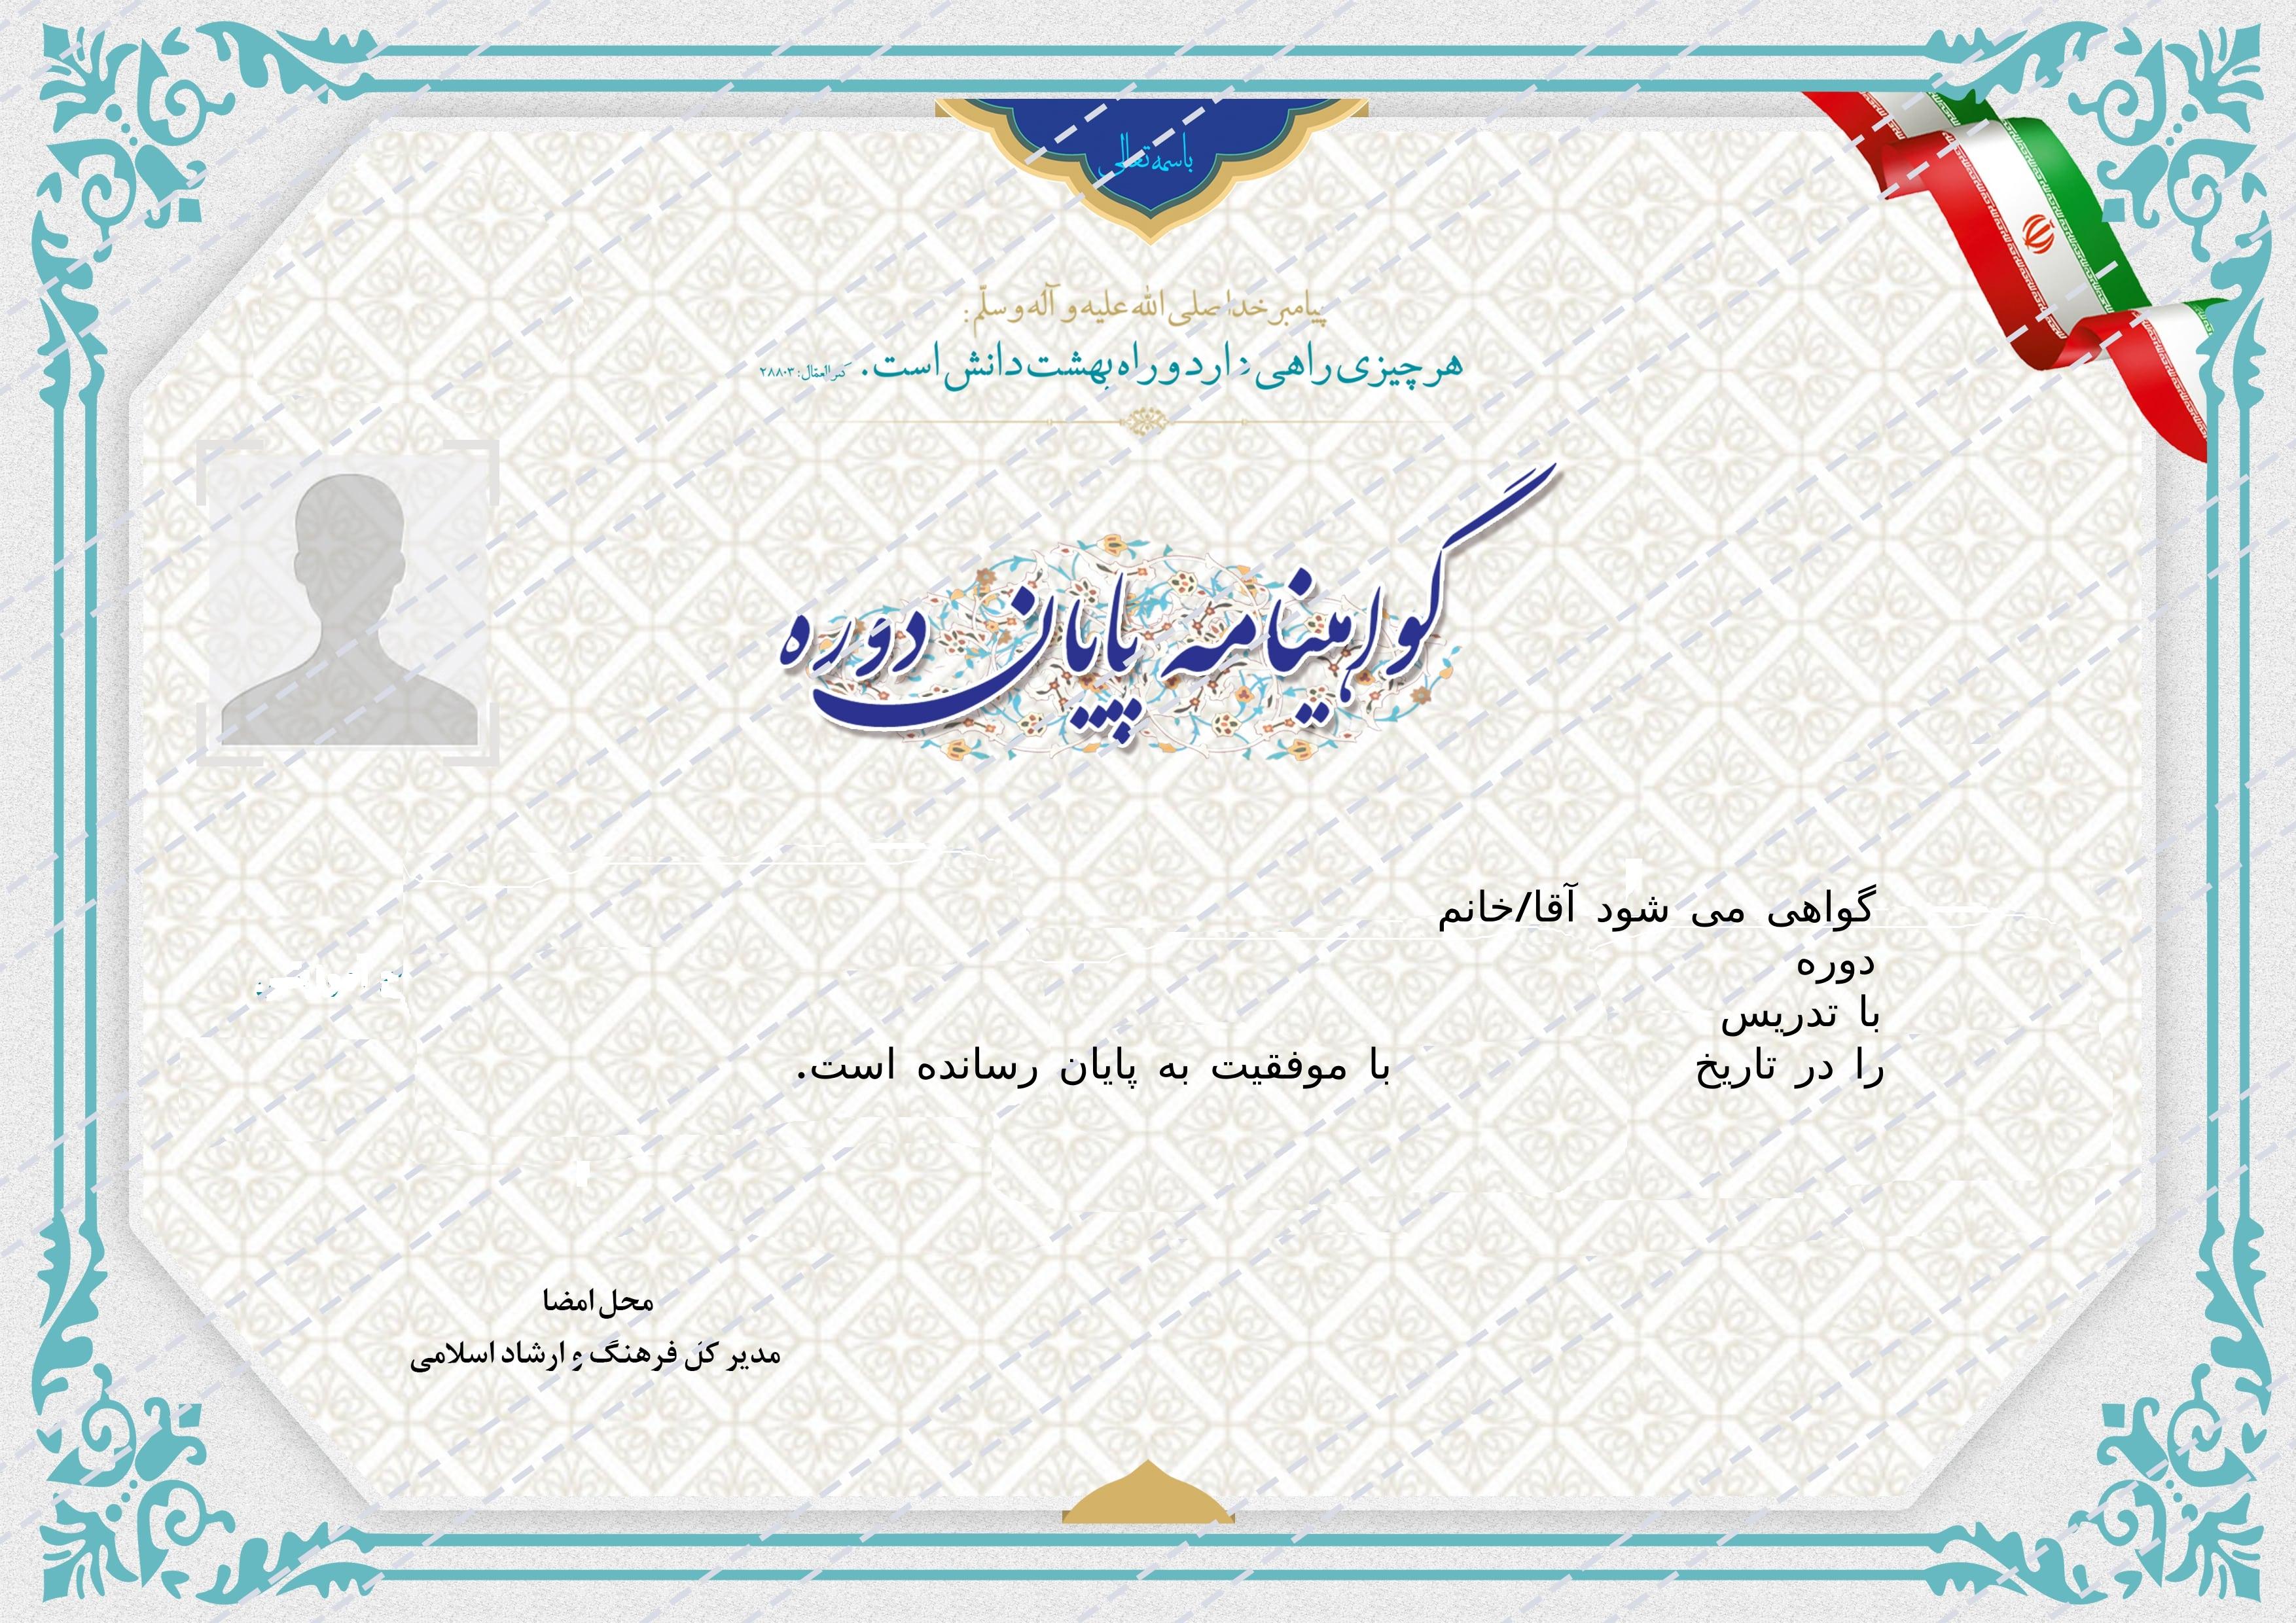 باسمه تعالی
پیامبر خدا صلی الله علیه و آله و سلّم:
هر چیزی راهی دارد و راه بهشت دانش است. کنزالعمّال: ۲۸۸۰۳
گواهینامه پایان دوره
گواهی می شود آقا/خانم
دوره
با تدریس
را در تاریخ با موفقیت به پایان رسانده است.
محل امضا
مدیر کل فرهنگ و ارشاد اسلامی